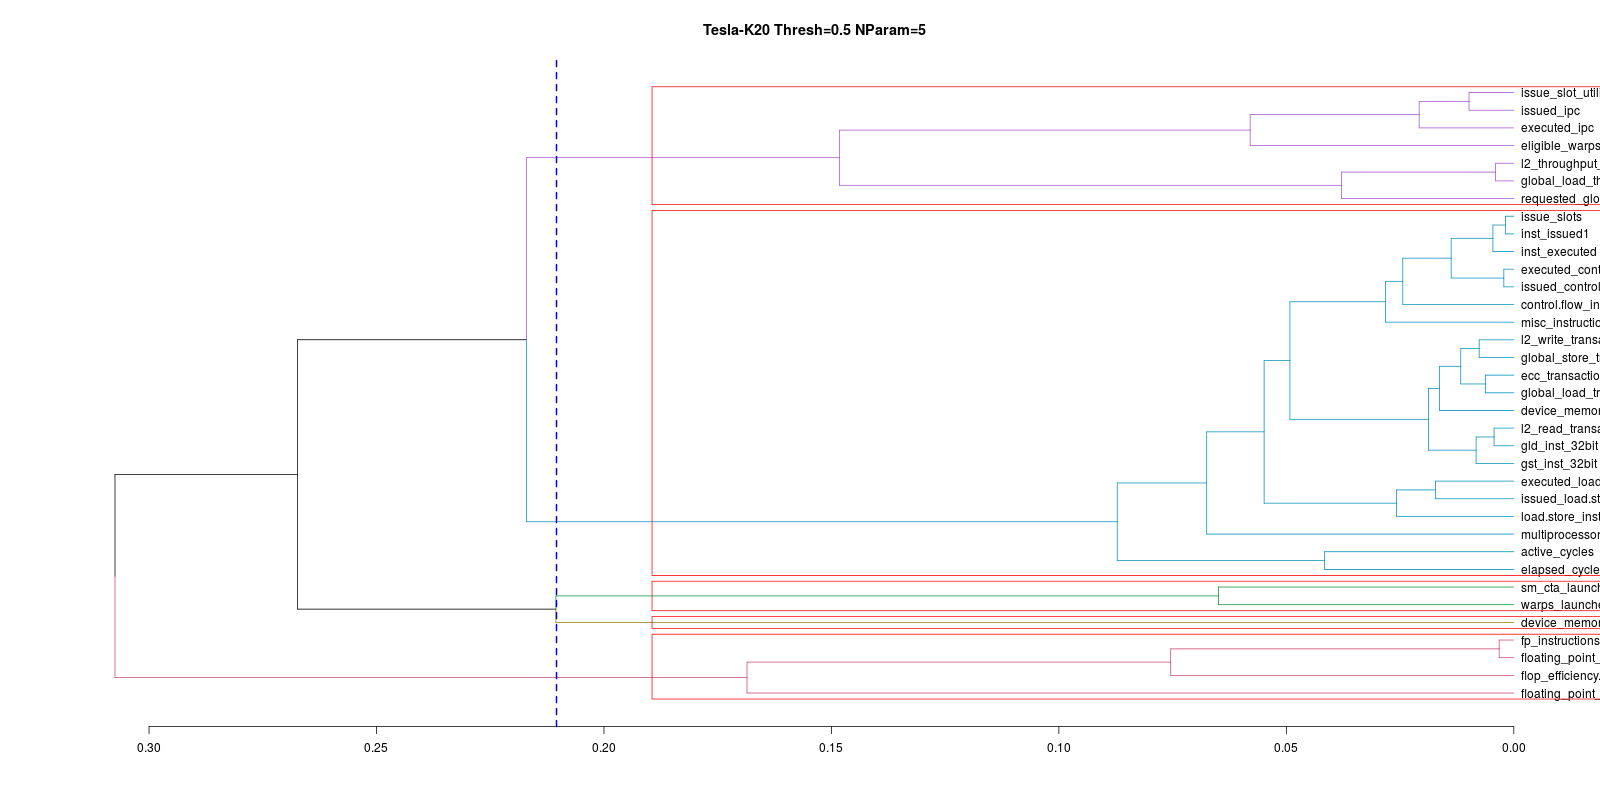 Tesla-K20 Thresh=0.5 NParam=5
issue_slot_util
issued_ipc
executed_ipc
eligible_warps
l2_throughput_
global_load_th
requested_glo
issue_slots
inst_issued1
inst_executed
executed_cont
issued_control
control.flow_in
misc_instructio
l2_write_transa
global_store_t
ecc_transactio
global_load_tr
device_memor
l2_read_transa
gld_inst_32bit
gst_inst_32bit
executed_load
issued_load.st
load.store_inst
multiprocessor
active_cycles
elapsed_cycle
sm_cta_launch
warps_launche
device_memor
fp_instructions
floating_point_
flop_efficiency.
floating_point_
0.30 0.25 0.20 0.15 0.10 0.05 0.00